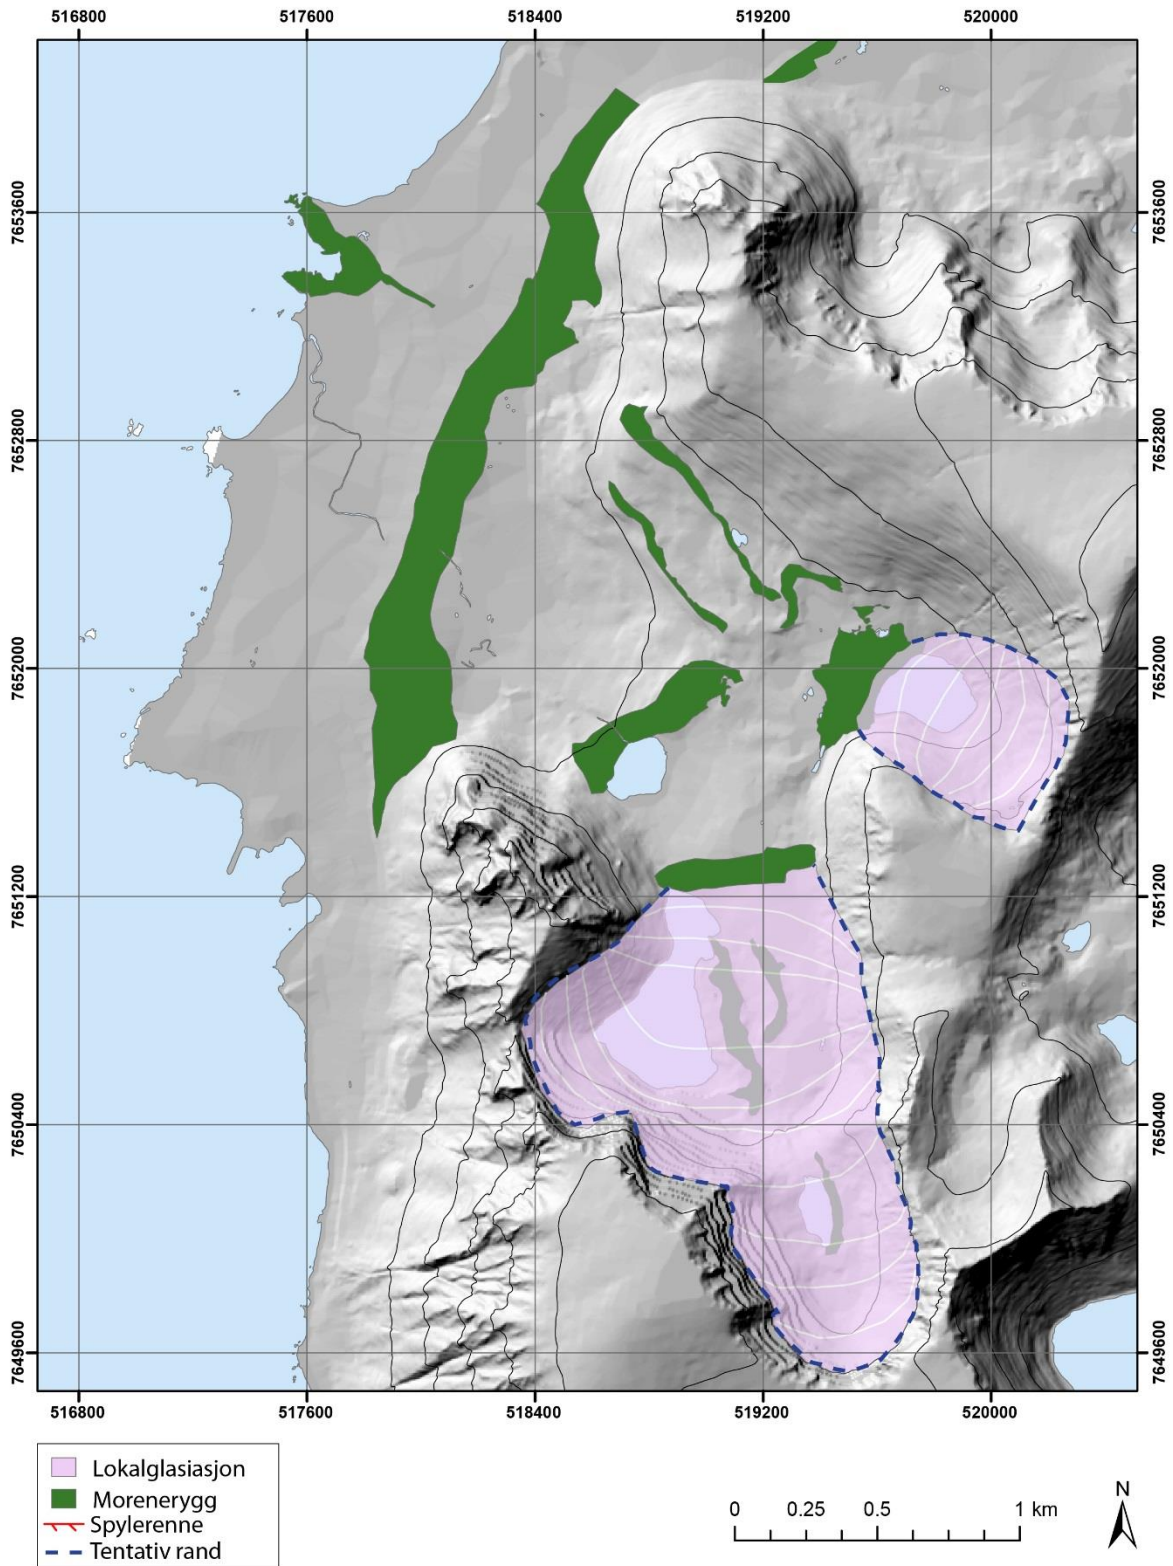 516800 517600 518400 519200 520000
7653600 7653600
7652800 7652800
7652000 7652000
7651200 7651200
7650400 7650400
7649600 7649600
516800 517600 518400 519200 520000
Lokalglasiasjon
Morenerygg
Spylerenne
Tentativ rand
0 0.25 0.5 1 km
N